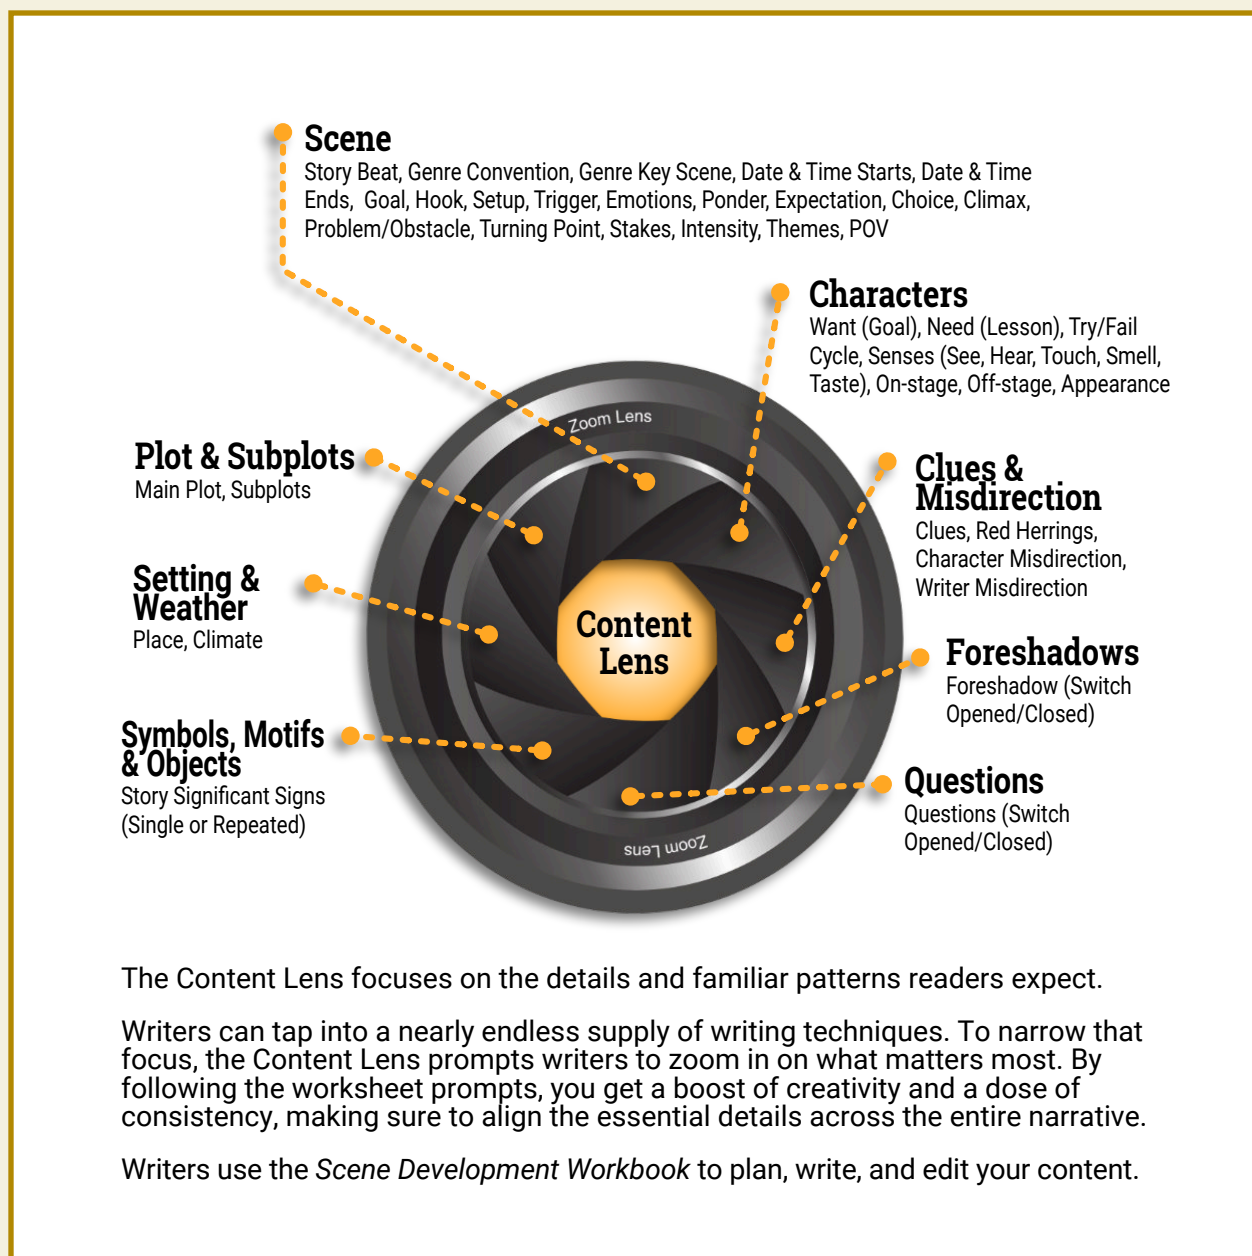 Scene
Story Beat, Genre Convention, Genre Key Scene, Date & Time Starts, Date & Time
Ends, Goal, Hook, Setup, Trigger, Emotions, Ponder, Expectation, Choice, Climax,
Problem/Obstacle, Turning Point, Stakes, Intensity, Themes, POV
Characters
Want (Goal), Need (Lesson), Try/Fail
Cycle, Senses (See, Hear, Touch, Smell,
Taste), On-stage, Off-stage, Appearance
Zoom Lens
Plot & Subplots
Main Plot, Subplots
Clues &
Misdirection
Clues, Red Herrings,
Character Misdirection,
Writer Misdirection
Setting &
Weather
Place, Climate
Content
Lens
Foreshadows
Foreshadow (Switch
Opened/Closed)
Symbols, Motifs
& Objects
Story Significant Signs
(Single or Repeated)
Questions
Questions (Switch
Opened/Closed)
Zoom Lens
The Content Lens focuses on the details and familiar patterns readers expect.
Writers can tap into a nearly endless supply of writing techniques. To narrow that
focus, the Content Lens prompts writers to zoom in on what matters most. By
following the worksheet prompts, you get a boost of creativity and a dose of
consistency, making sure to align the essential details across the entire narrative.
Writers use the Scene Development Workbook to plan, write, and edit your content.